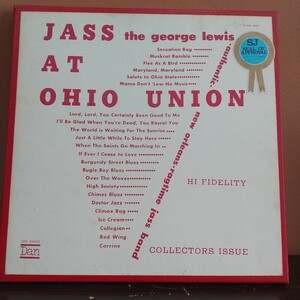 JASS the george lewis
AT
OHIO UNION
authentic
new orleans-ragtime jass band
Sensation Rag
Muskrat Ramble
Flee As A Bird
Maryland, Maryland
Salute to Ohio State
Mama Don't 'Low No Music
Lord, Lord, You Certainly Been Good To Me
I'll Be Glad When You're Dead, You Rascal You
The World is Waiting For The Sunrise
Just A Little While To Stay Here
When The Saints Go Marching In
If Ever I Cease to Love
Burgundy Street Blues
Bugle Boy Blues
Over The Waves
High Society
Chimes Blues
Doctor Jazz
Climax Rag
Ice Cream
Collegian
Red Wing
Corrine
HI FIDELITY
COLLECTORS ISSUE
SJ
Dan